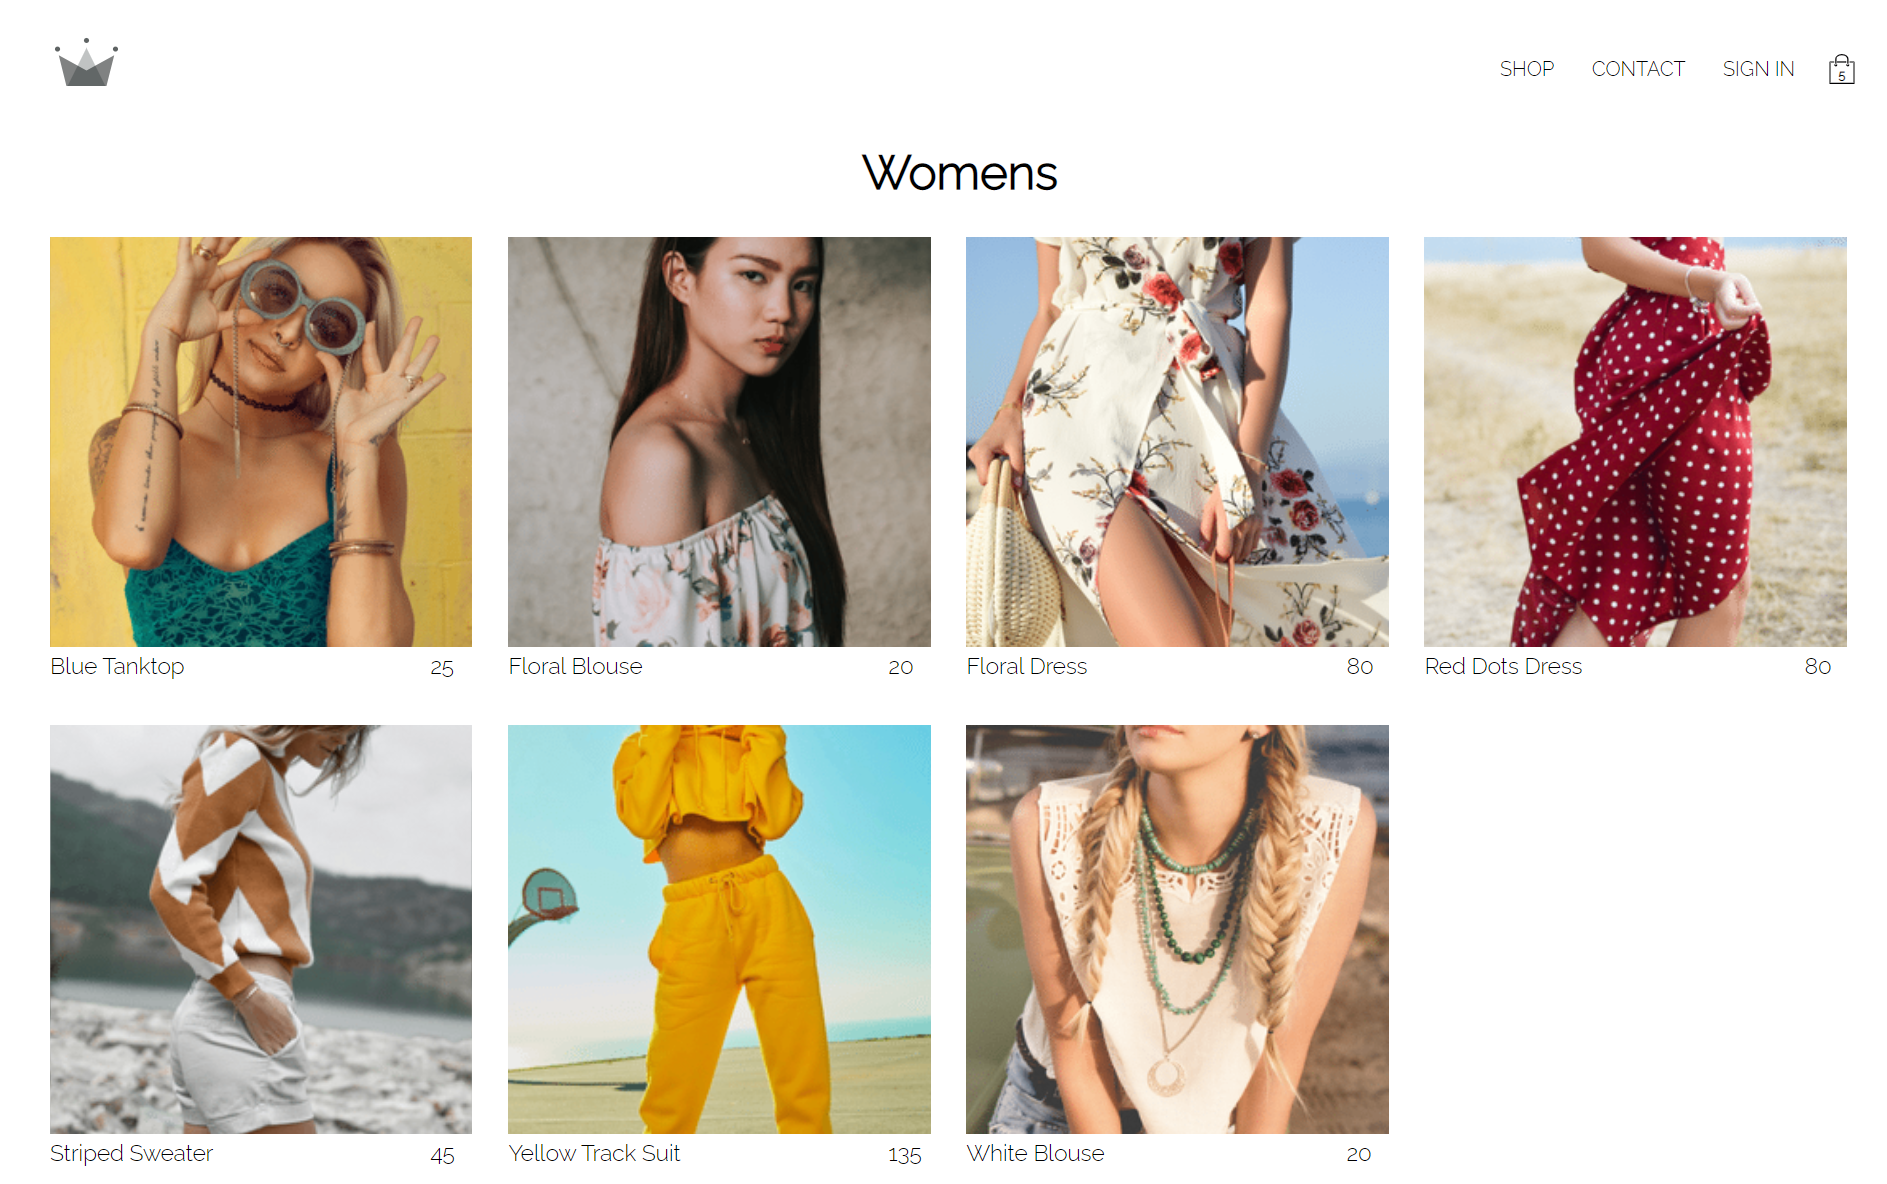 SHOP CONTACT SIGN IN 5
Womens
Blue Tanktop 25
Floral Blouse 20
Floral Dress 80
Red Dots Dress 80
Striped Sweater 45
Yellow Track Suit 135
White Blouse 20